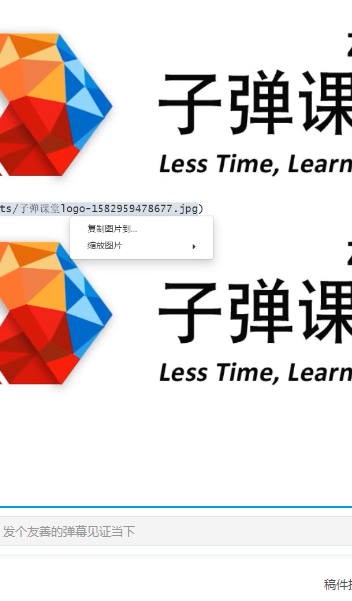 子弹课
Less Time, Learn
ts/子弹课堂logo-1582959478677.jpg)
复制图片到...
缩放图片
子弹课
Less Time, Learn
发个友善的弹幕见证当下
稿件